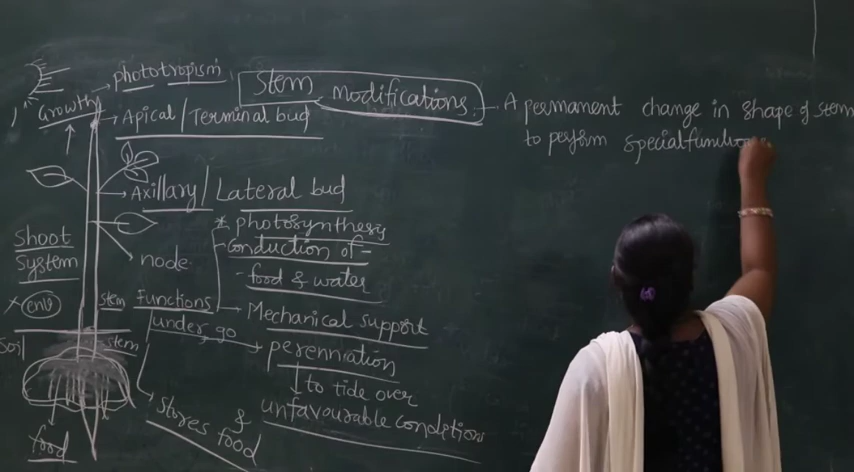 phototropism
Stem modifications
A permanent change in shape of stem
to perform special
Growth
Apical / Terminal bud
Axillary / Lateral bud
* photosynthesis
Conduction of
food & water
Shoot
System
node
env
stem Functions
Mechanical support
under go
perenniation
Soil
stem
to tide over
unfavourable conditions
stores food
&
food